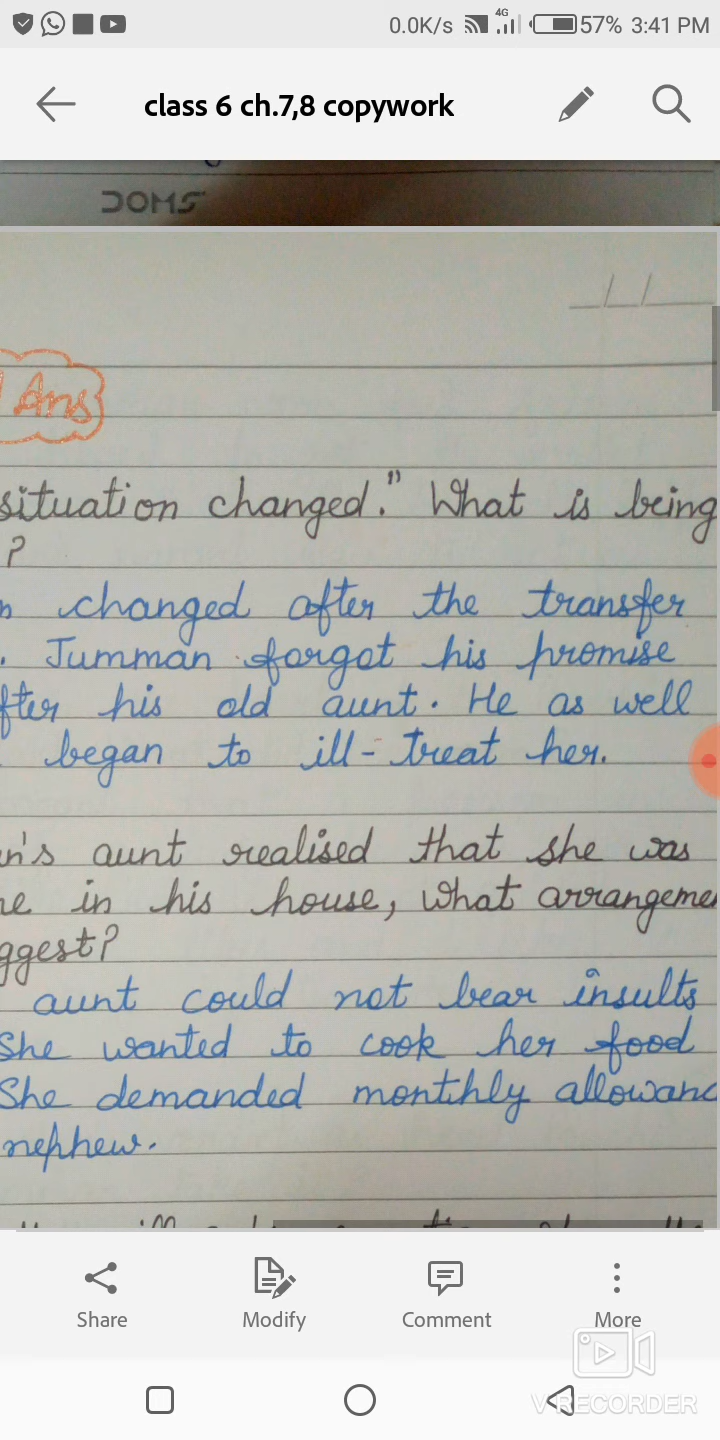 0.0K/s 4G 57% 3:41 PM
class 6 ch.7,8 copywork
DOMS
Ans
situation changed." What is being
?
n changed after the transfer
. Jumman forgot his promise
fter his old aunt. He as well
began to ill-treat her.
n's aunt realised that she was
ne in his house, what arrangeme
ggest?
aunt could not bear insults
She wanted to cook her food
She demanded monthly allowanc
nephew.
Share Modify Comment More
V RECORDER